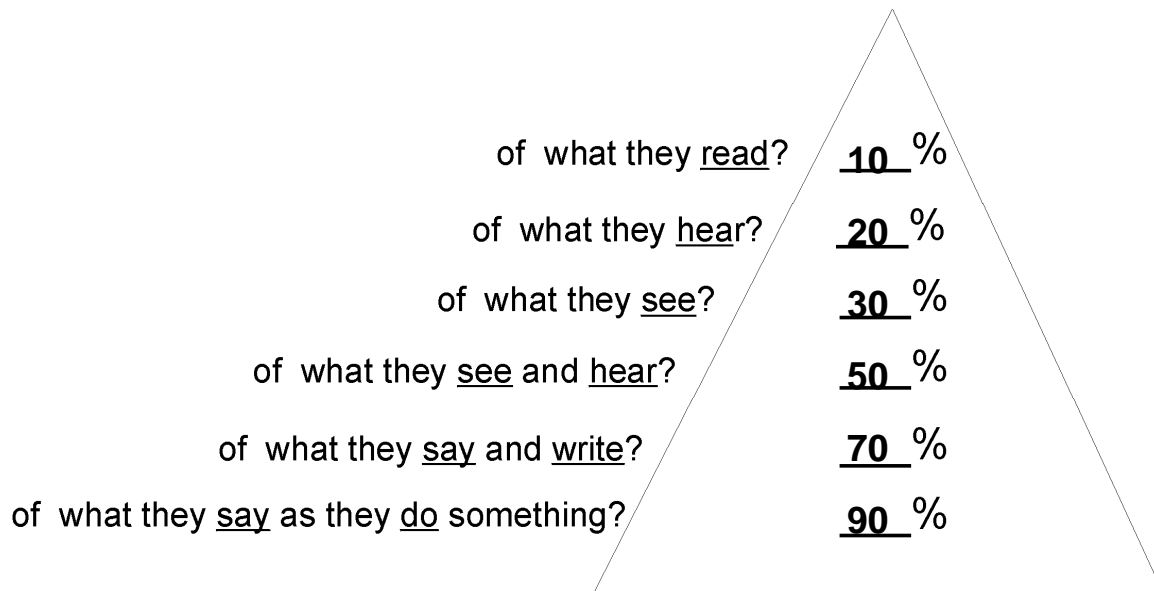 of what they read? 10 %
of what they hear? 20 %
of what they see? 30 %
of what they see and hear? 50 %
of what they say and write? 70 %
of what they say as they do something? 90 %